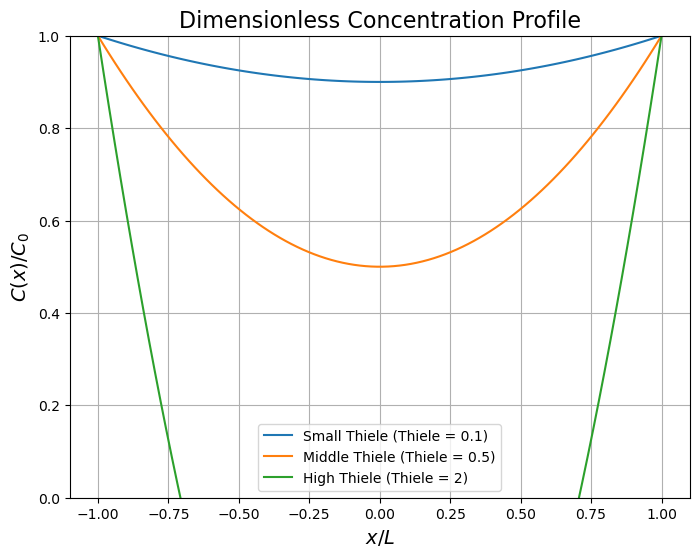 Dimensionless Concentration Profile
1.0
0.8
0.6
0.4
0.2
0.0
C(x)/C₀
Small Thiele (Thiele = 0.1)
Middle Thiele (Thiele = 0.5)
High Thiele (Thiele = 2)
−1.00 −0.75 −0.50 −0.25 0.00 0.25 0.50 0.75 1.00
x/L